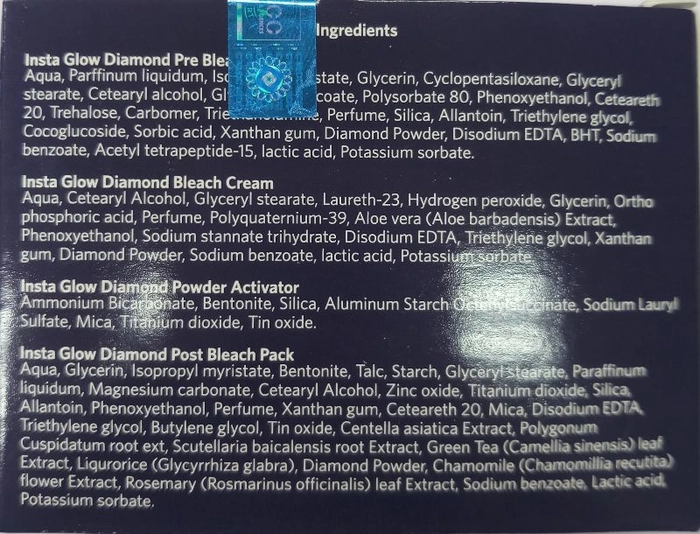 Ingredients
Insta Glow Diamond Pre
Aqua, Parffinum liquidum, Glycerin, Cyclopentasiloxane, Glyceryl
stearate, Cetearyl alcohol, Polysorbate 80, Phenoxyethanol, Ceteareth
20, Trehalose, Carbomer, Perfume, Silica, Allantoin, Triethylene glycol,
Cocoglucoside, Sorbic acid, Xanthan gum, Diamond Powder, Disodium EDTA, BHT, Sodium
benzoate, Acetyl tetrapeptide-15, lactic acid, Potassium sorbate.
Insta Glow Diamond Bleach Cream
Aqua, Cetearyl Alcohol, Glyceryl stearate, Laureth-23, Hydrogen peroxide, Glycerin, Ortho
phosphoric acid, Perfume, Polyquaternium-39, Aloe vera (Aloe barbadensis) Extract,
Phenoxyethanol, Sodium stannate trihydrate, Disodium EDTA, Triethylene glycol, Xanthan
gum, Diamond Powder, Sodium benzoate, lactic acid, Potassium sorbate
Insta Glow Diamond Powder Activator
Ammonium Bicarbonate, Bentonite, Silica, Aluminum Starch Octenylsuccinate, Sodium Lauryl
Sulfate, Mica, Titanium dioxide, Tin oxide.
Insta Glow Diamond Post Bleach Pack
Aqua, Glycerin, Isopropyl myristate, Bentonite, Talc, Starch, Glyceryl stearate, Paraffinum
liquidum, Magnesium carbonate, Cetearyl Alcohol, Zinc oxide, Titanium dioxide, Silica,
Allantoin, Phenoxyethanol, Perfume, Xanthan gum, Ceteareth 20, Mica, Disodium EDTA,
Triethylene glycol, Butylene glycol, Tin oxide, Centella asiatica Extract, Polygonum
Cuspidatum root ext, Scutellaria baicalensis root Extract, Green Tea (Camellia sinensis) leaf
Extract, Liqurorice (Glycyrrhiza glabra), Diamond Powder, Chamomile (Chamomillia recutita)
flower Extract, Rosemary (Rosmarinus officinalis) leaf Extract, Sodium benzoate, Lactic acid,
Potassium sorbate.